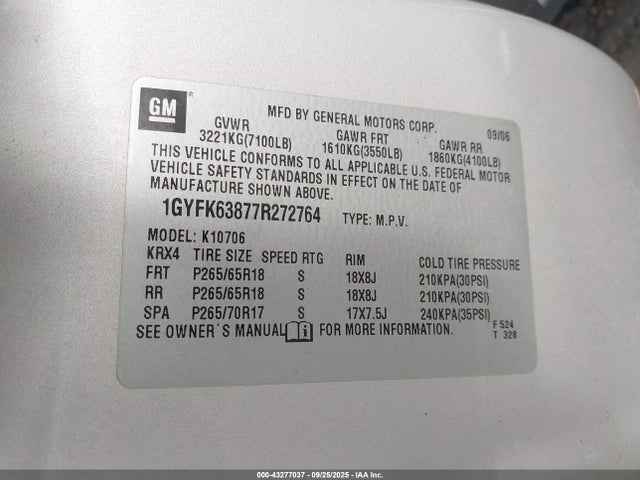 GM
MFD BY GENERAL MOTORS CORP. 09/06
GVWR GAWR FRT GAWR RR
3221KG(7100LB) 1610KG(3550LB) 1860KG(4100LB)
THIS VEHICLE CONFORMS TO ALL APPLICABLE U.S. FEDERAL MOTOR
VEHICLE SAFETY STANDARDS IN EFFECT ON THE DATE OF
MANUFACTURE SHOWN ABOVE.
1GYFK63877R272764 TYPE: M.P.V.
MODEL: K10706
KRX4 TIRE SIZE SPEED RTG RIM COLD TIRE PRESSURE
FRT P265/65R18 S 18X8J 210KPA(30PSI)
RR P265/65R18 S 18X8J 210KPA(30PSI)
SPA P265/70R17 S 17X7.5J 240KPA(35PSI)
SEE OWNER´S MANUAL FOR MORE INFORMATION. F 524
T 328
000-43277037 - 09/25/2025 - IAA Inc.